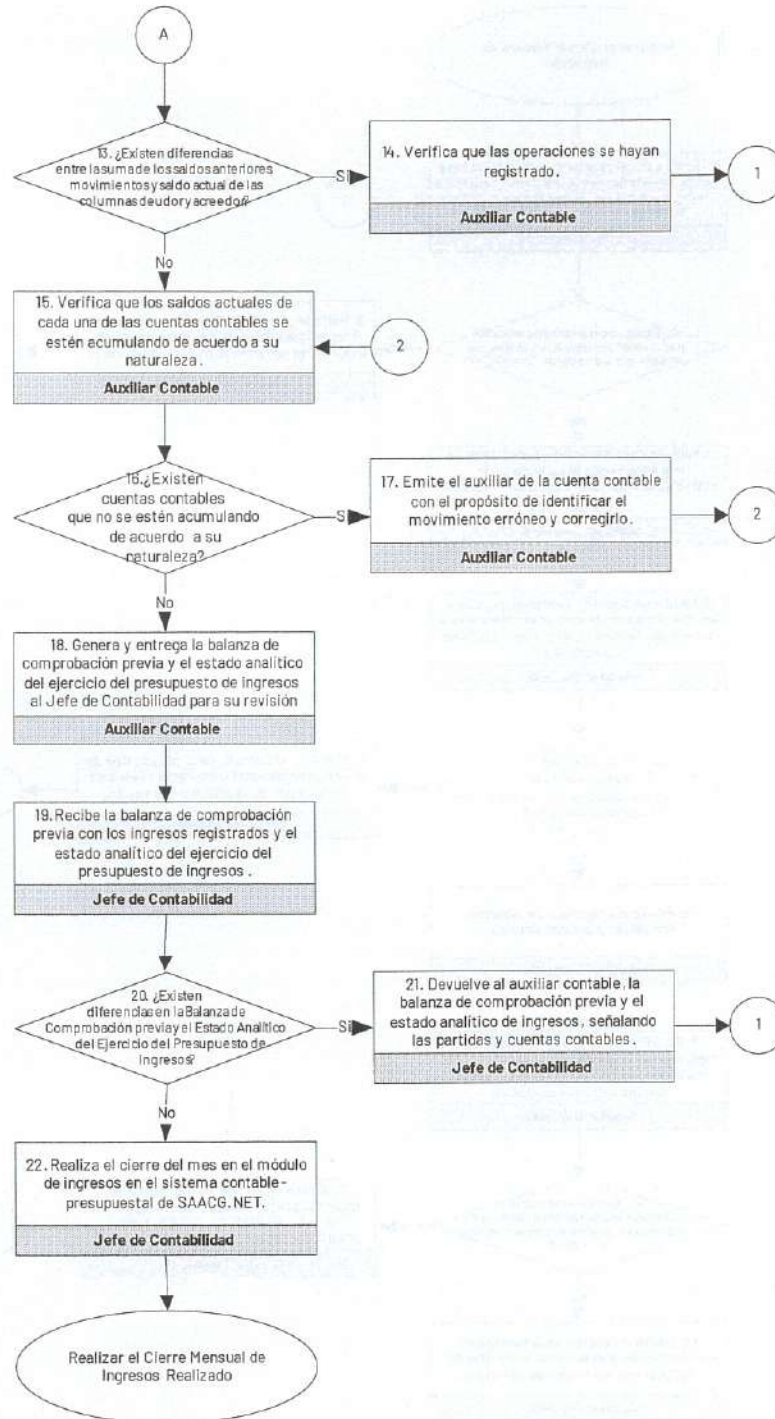 A
13. ¿Existen diferencias
entre la suma de los saldos anteriores
movimientos y saldo actual de las
columnas deudor y acreedor?
Si
14. Verifica que las operaciones se hayan
registrado.
Auxiliar Contable
1
No
15. Verifica que los saldos actuales de
cada una de las cuentas contables se
estén acumulando de acuerdo a su
naturaleza.
Auxiliar Contable
2
16.¿Existen
cuentas contables
que no se estén acumulando
de acuerdo a su
naturaleza?
Si
17. Emite el auxiliar de la cuenta contable
con el propósito de identificar el
movimiento erróneo y corregirlo.
Auxiliar Contable
2
No
18. Genera y entrega la balanza de
comprobación previa y el estado analítico
del ejercicio del presupuesto de ingresos
al Jefe de Contabilidad para su revisión
Auxiliar Contable
19. Recibe la balanza de comprobación
previa con los ingresos registrados y el
estado analítico del ejercicio del
presupuesto de ingresos.
Jefe de Contabilidad
20. ¿Existen
diferencias en la Balanza de
Comprobación previa y el Estado Analítico
del Ejercicio del Presupuesto de
Ingresos?
Si
21. Devuelve al auxiliar contable, la
balanza de comprobación previa y el
estado analítico de ingresos, señalando
las partidas y cuentas contables.
Jefe de Contabilidad
1
No
22. Realiza el cierre del mes en el módulo
de ingresos en el sistema contable-
presupuestal de SAACG.NET.
Jefe de Contabilidad
Realizar el Cierre Mensual de
Ingresos Realizado